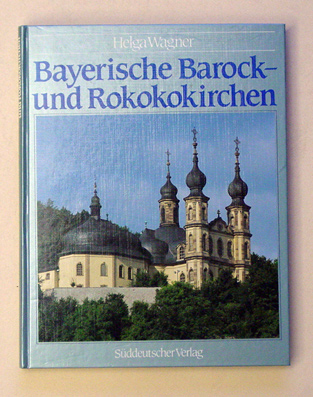 Helga Wagner
Bayerische Barock-
und Rokokokirchen
Süddeutscher Verlag